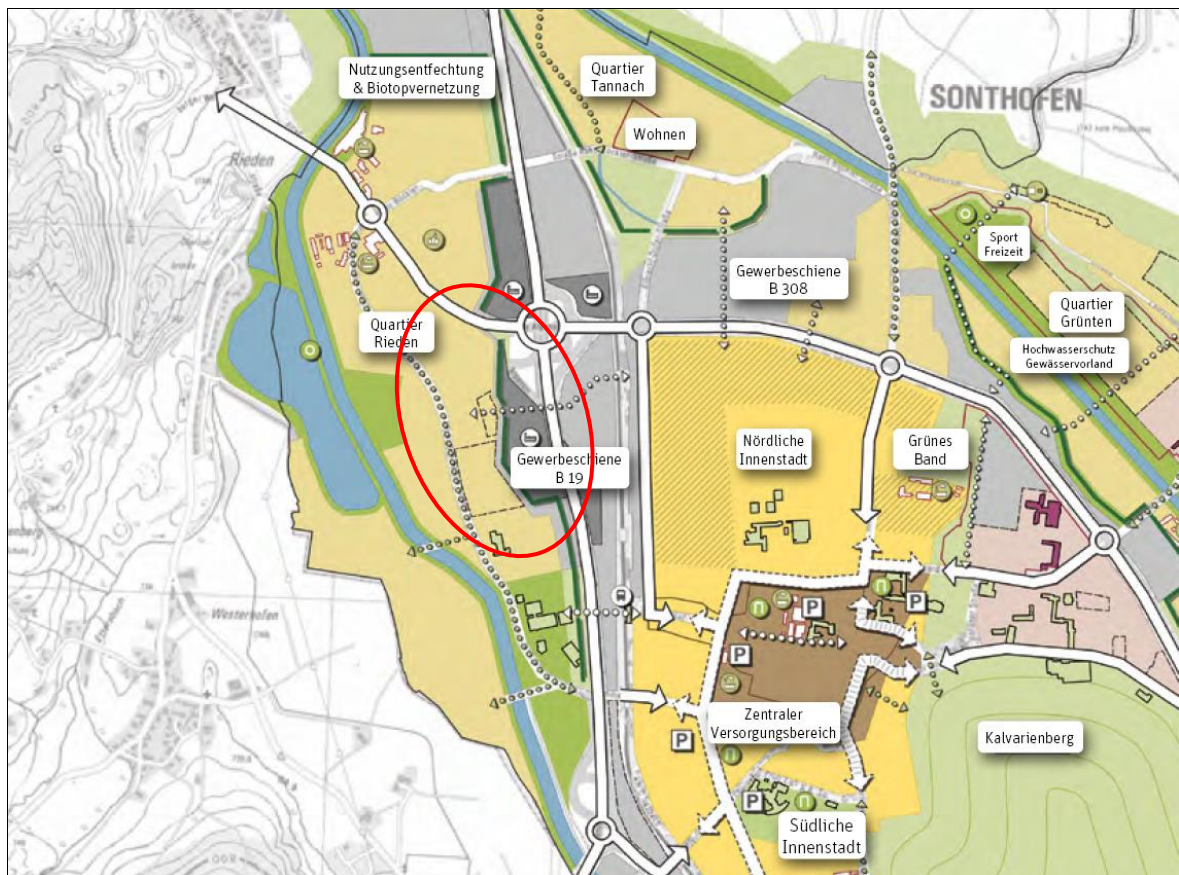 Nutzungsentfechtung
& Biotopvernetzung
Quartier
Tannach
SONTHOFEN
Wohnen
Rieden
Sport
Freizeit
Gewerbeschiene
B 308
Quartier
Grünten
Quartier
Rieden
Hochwasserschutz
Gewässervorland
Nördliche
Innenstadt
Grünes
Band
Gewerbeschiene
B 19
P
P
Westerhofen
P
Zentraler
Versorgungsbereich
P
Kalvarienberg
P
Südliche
Innenstadt